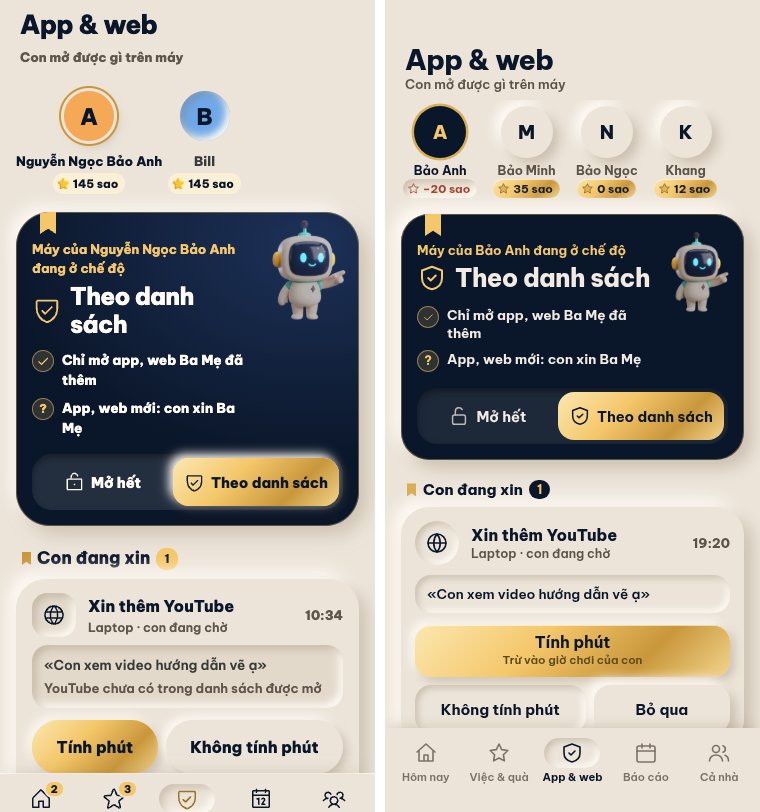 App & web
Con mở được gì trên máy
A
B
Nguyễn Ngọc Bảo Anh
Bill
145 sao
145 sao
Máy của Nguyễn Ngọc Bảo Anh
đang ở chế độ
Theo danh
sách
Chỉ mở app, web Ba Mẹ đã
thêm
?
App, web mới: con xin Ba
Mẹ
Mở hết
Theo danh sách
Con đang xin
1
Xin thêm YouTube
Laptop · con đang chờ
10:34
«Con xem video hướng dẫn vẽ ạ»
YouTube chưa có trong danh sách được mở
Tính phút
Không tính phút
2
3
12
App & web
Con mở được gì trên máy
A
M
N
K
Bảo Anh
Bảo Minh
Bảo Ngọc
Khang
-20 sao
35 sao
0 sao
12 sao
Máy của Bảo Anh đang ở chế độ
Theo danh sách
Chỉ mở app, web Ba Mẹ đã
thêm
?
App, web mới: con xin Ba Mẹ
Mở hết
Theo danh sách
Con đang xin
1
Xin thêm YouTube
Laptop · con đang chờ
19:20
«Con xem video hướng dẫn vẽ ạ»
Tính phút
Trừ vào giờ chơi của con
Không tính phút
Bỏ qua
Hôm nay
Việc & quà
App & web
Báo cáo
Cả nhà